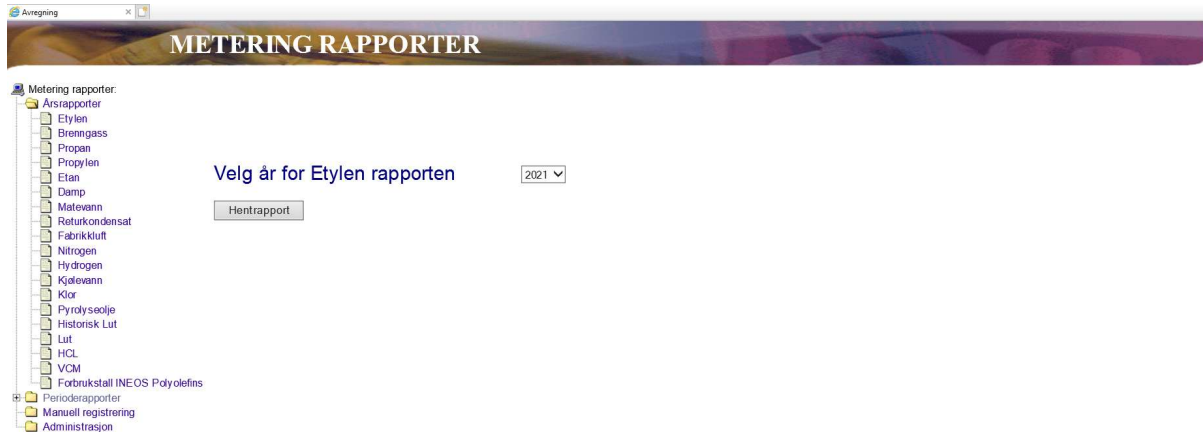 Avregning
METERING RAPPORTER
Metering rapporter:
Årsrapporter
Etylen
Brenngass
Propan
Propylen
Etan
Damp
Matevann
Returkondensat
Fabrikkluft
Nitrogen
Hydrogen
Kjølevann
Klor
Pyrolyseolje
Historisk Lut
Lut
HCL
VCM
Forbrukstall INEOS Polyolefins
Perioderapporter
Manuell registrering
Administrasjon
Velg år for Etylen rapporten 2021
Hentrapport